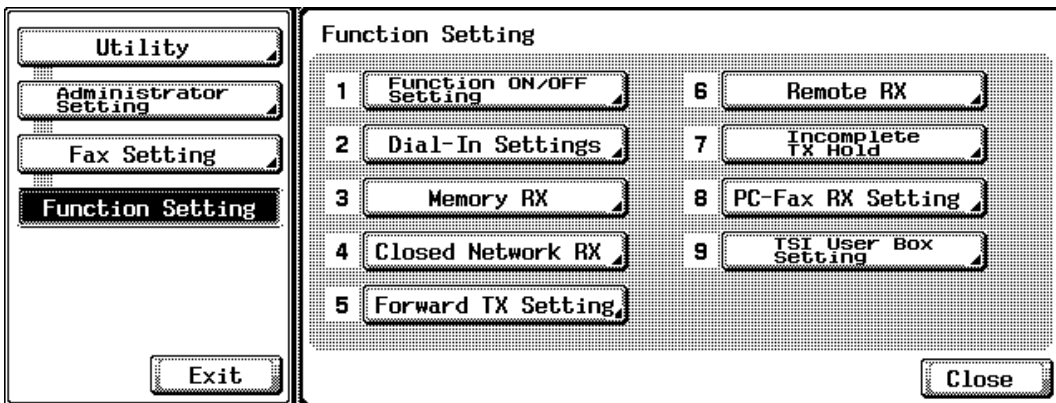 Utility
Administrator
Setting
Fax Setting
Function Setting
Exit
Function Setting
1 Function ON/OFF
Setting
2 Dial-In Settings
3 Memory RX
4 Closed Network RX
5 Forward TX Setting
6 Remote RX
7 Incomplete
TX Hold
8 PC-Fax RX Setting
9 TSI User Box
Setting
Close